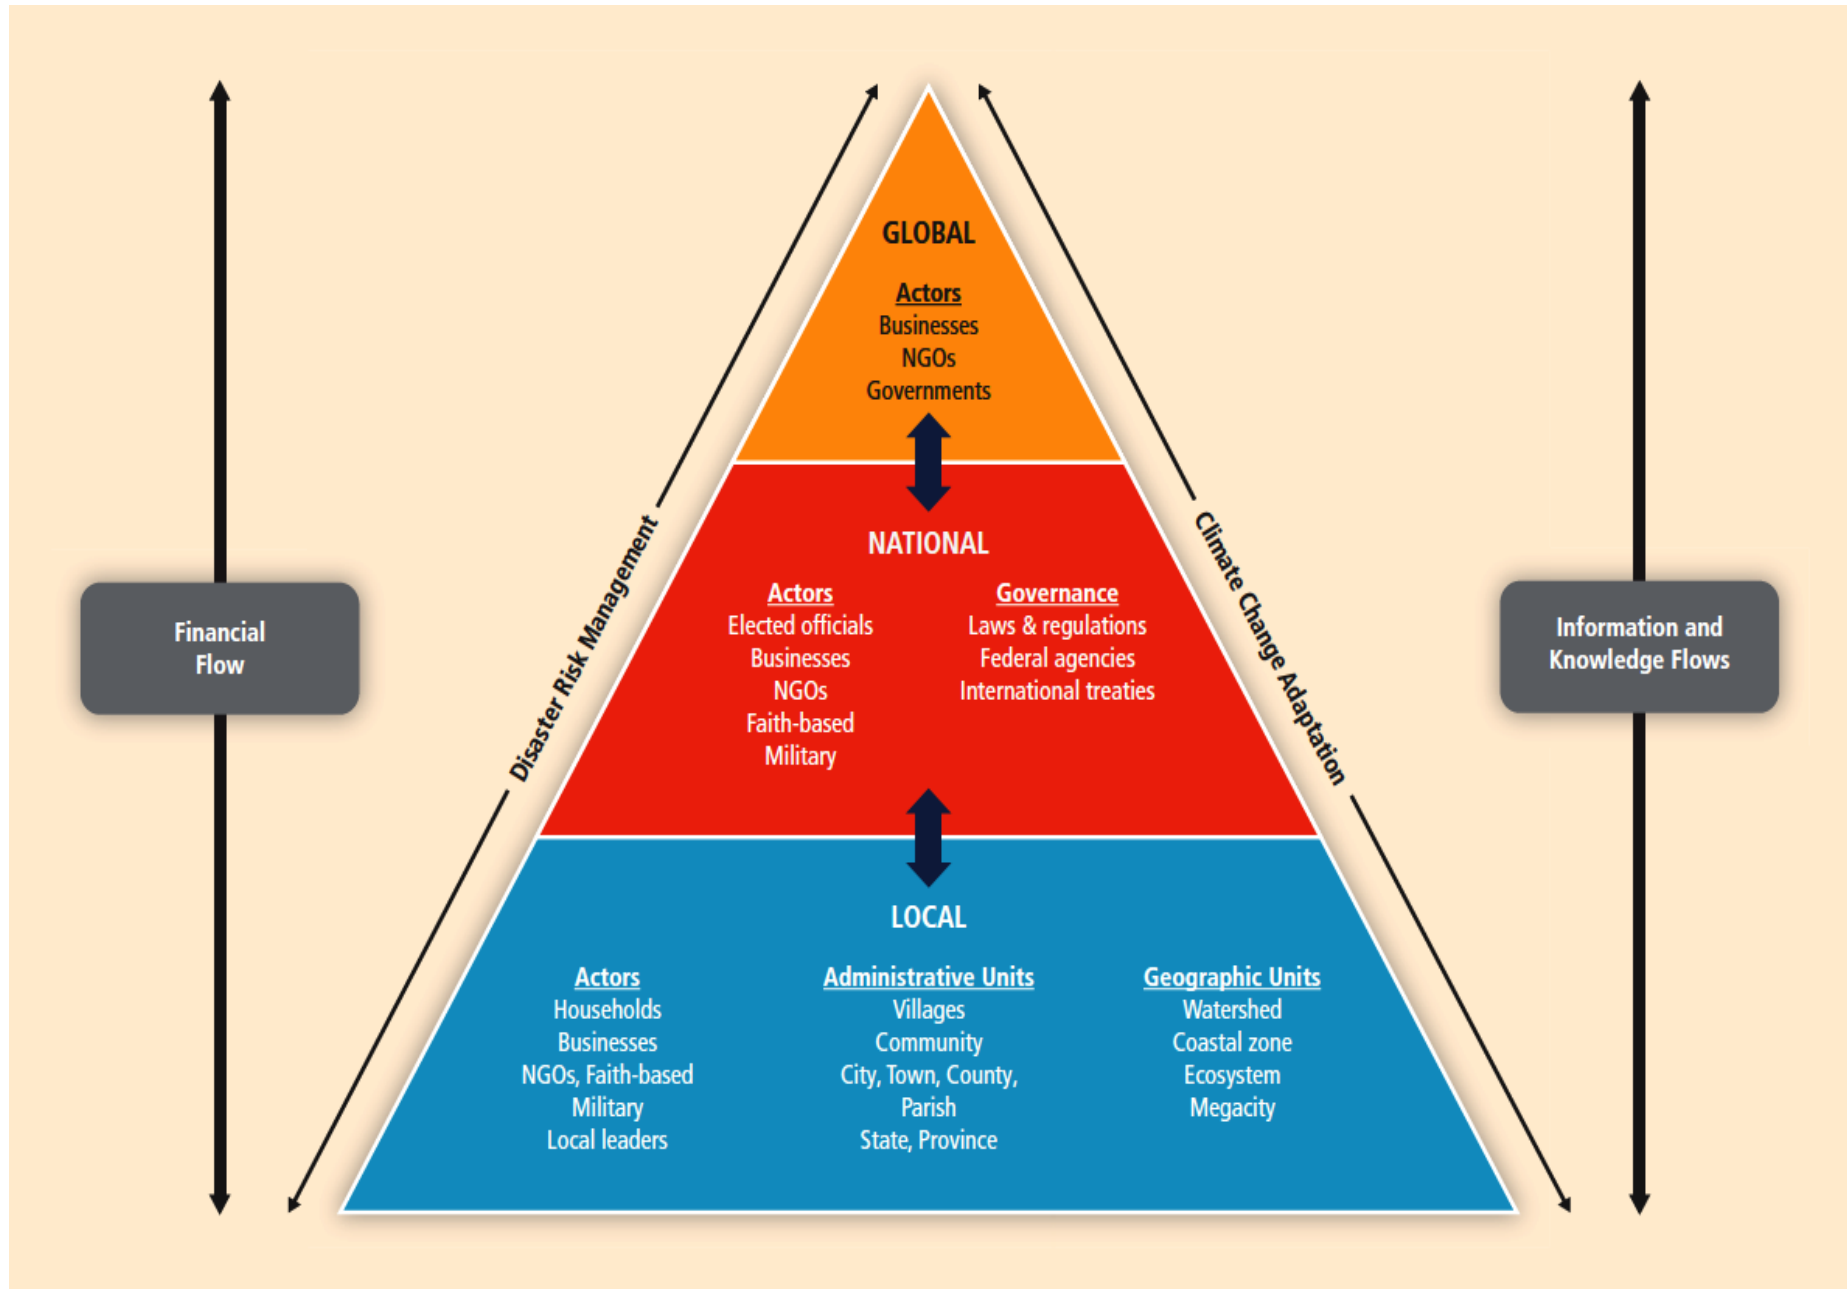 GLOBAL
Actors
Businesses
NGOs
Governments
NATIONAL
Actors
Elected officials
Businesses
NGOs
Faith-based
Military
Governance
Laws & regulations
Federal agencies
International treaties
LOCAL
Actors
Households
Businesses
NGOs, Faith-based
Military
Local leaders
Administrative Units
Villages
Community
City, Town, County,
Parish
State, Province
Geographic Units
Watershed
Coastal zone
Ecosystem
Megacity
Financial
Flow
Disaster Risk Management
Climate Change Adaptation
Information and
Knowledge Flows